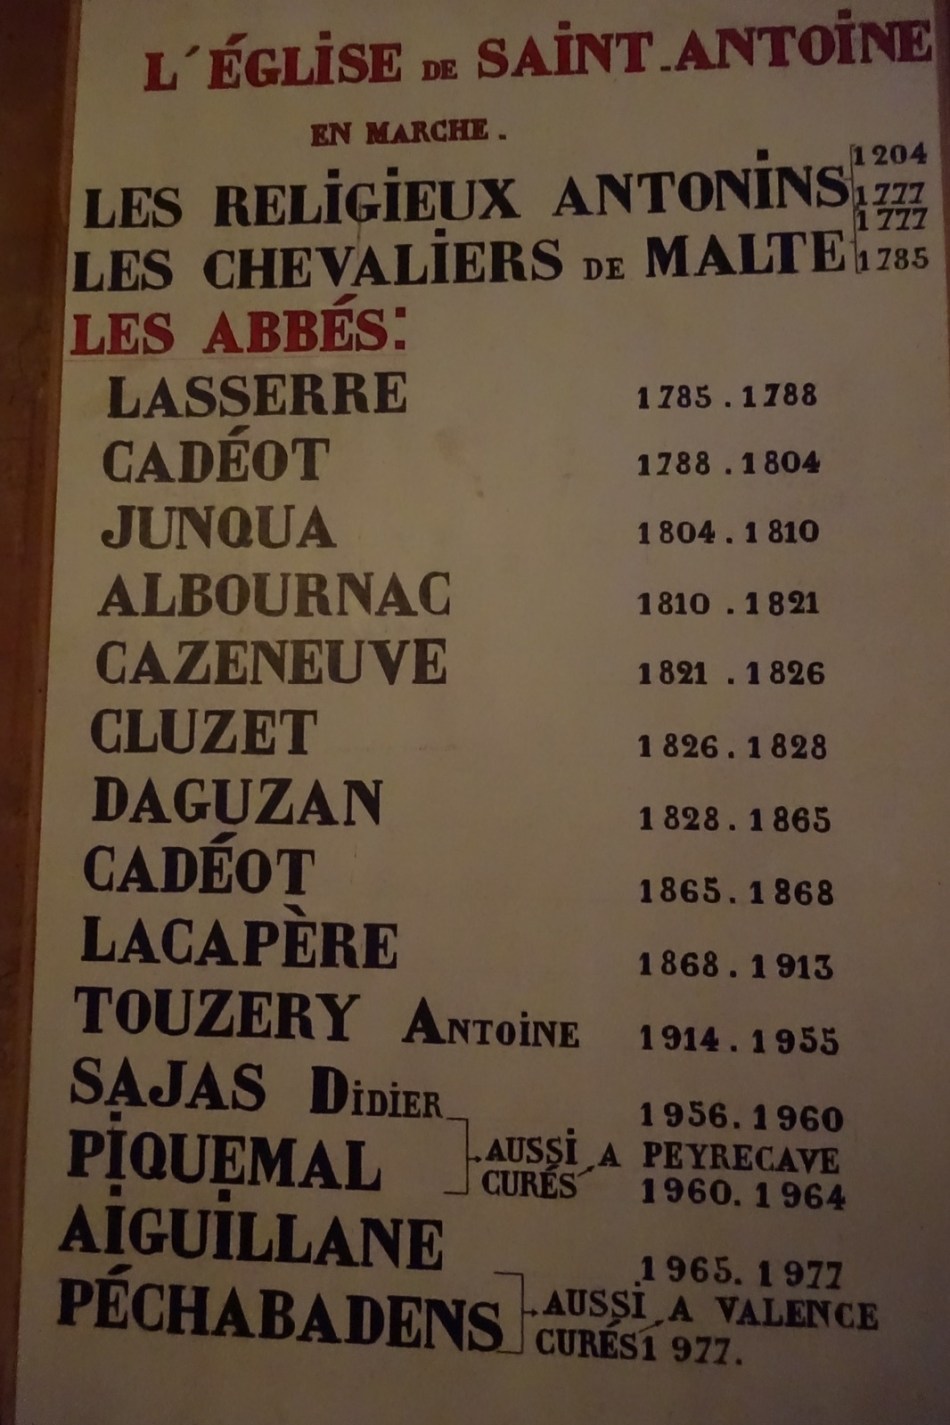 L'ÉGLISE DE SAINT-ANTOINE
EN MARCHE.
LES RELIGIEUX ANTONINS 1204 1777
LES CHEVALIERS DE MALTE 1777 1785
LES ABBÉS:
LASSERRE 1785.1788
CADÉOT 1788.1804
JUNQUA 1804.1810
ALBOURNAC 1810.1821
CAZENEUVE 1821.1826
CLUZET 1826.1828
DAGUZAN 1828.1865
CADÉOT 1865.1868
LACAPÈRE 1868.1913
TOUZERY ANTOINE 1914.1955
SAJAS DIDIER 1956.1960
AUSSI A PEYRECAVE
PIQUEMAL CURÉS 1960.1964
AIGUILLANE 1965.1977
AUSSI A VALENCE
PÉCHABADENS CURÉS 1977.